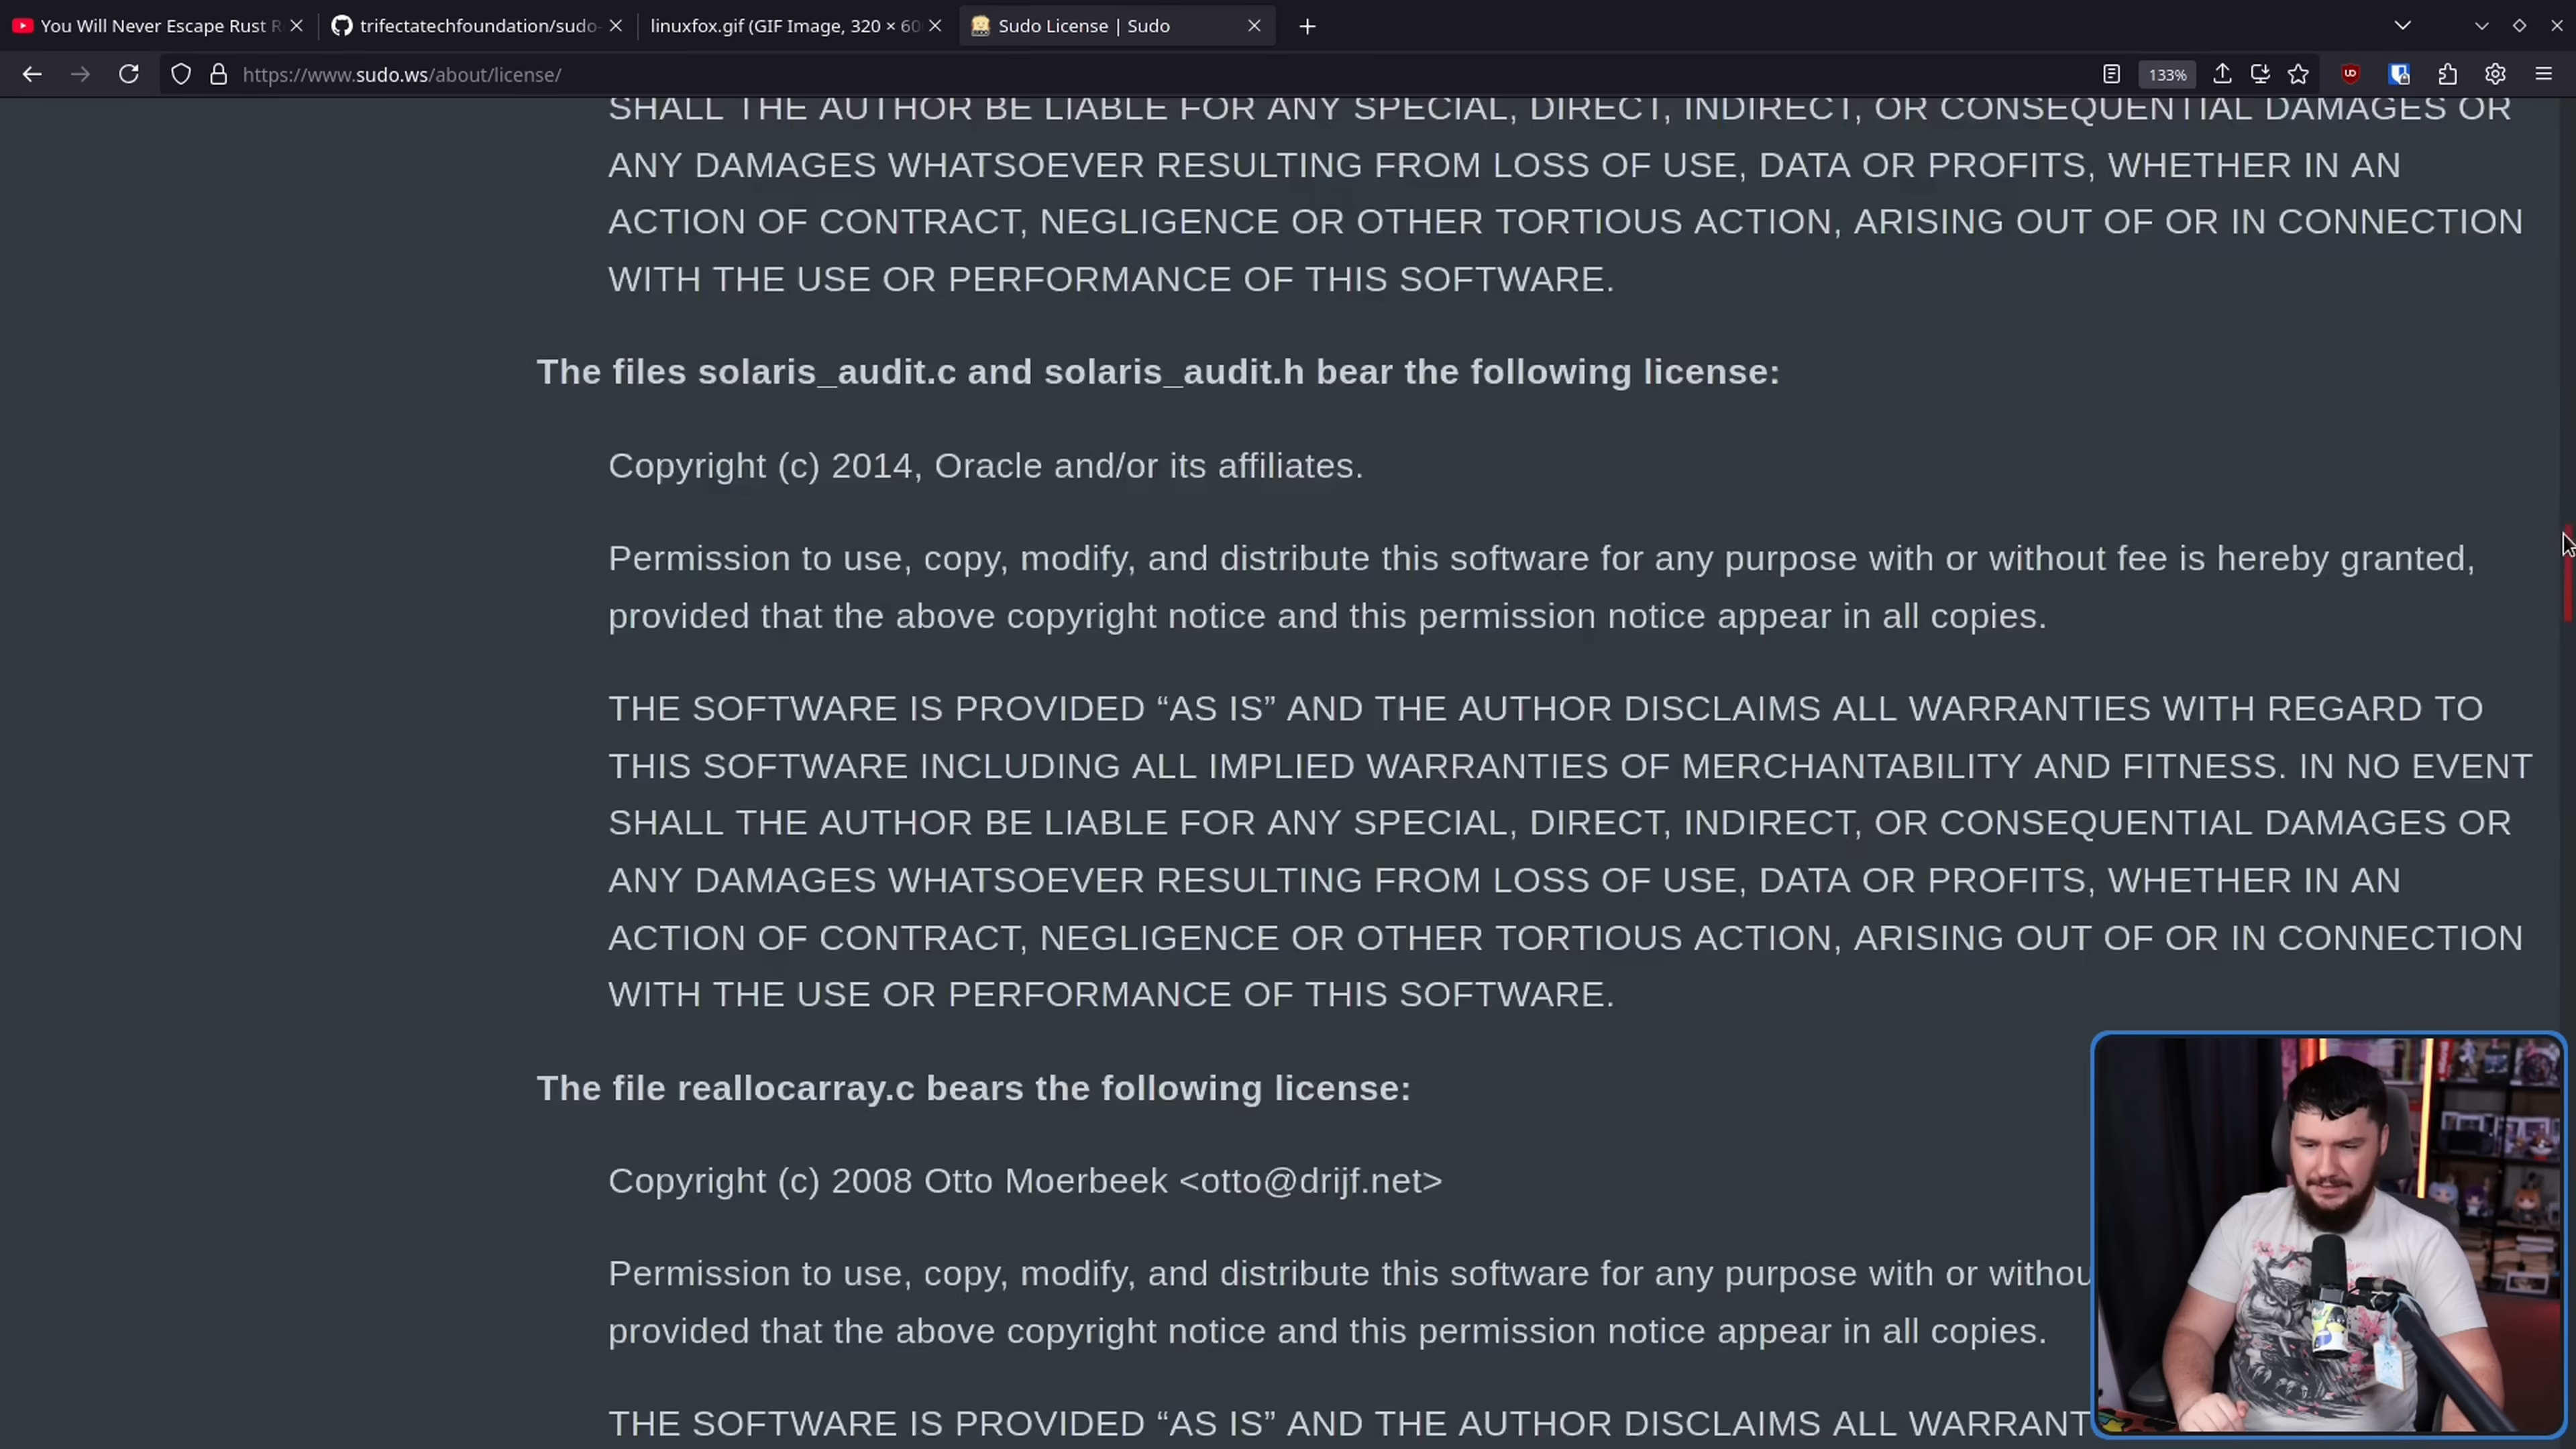 You Will Never Escape Rust R
trifectatechfoundation/sudo-
linuxfox.gif (GIF Image, 320 × 60
Sudo License | Sudo
https://www.sudo.ws/about/license/
133%
SHALL THE AUTHOR BE LIABLE FOR ANY SPECIAL, DIRECT, INDIRECT, OR CONSEQUENTIAL DAMAGES OR
ANY DAMAGES WHATSOEVER RESULTING FROM LOSS OF USE, DATA OR PROFITS, WHETHER IN AN
ACTION OF CONTRACT, NEGLIGENCE OR OTHER TORTIOUS ACTION, ARISING OUT OF OR IN CONNECTION
WITH THE USE OR PERFORMANCE OF THIS SOFTWARE.
The files solaris_audit.c and solaris_audit.h bear the following license:
Copyright (c) 2014, Oracle and/or its affiliates.
Permission to use, copy, modify, and distribute this software for any purpose with or without fee is hereby granted,
provided that the above copyright notice and this permission notice appear in all copies.
THE SOFTWARE IS PROVIDED “AS IS” AND THE AUTHOR DISCLAIMS ALL WARRANTIES WITH REGARD TO
THIS SOFTWARE INCLUDING ALL IMPLIED WARRANTIES OF MERCHANTABILITY AND FITNESS. IN NO EVENT
SHALL THE AUTHOR BE LIABLE FOR ANY SPECIAL, DIRECT, INDIRECT, OR CONSEQUENTIAL DAMAGES OR
ANY DAMAGES WHATSOEVER RESULTING FROM LOSS OF USE, DATA OR PROFITS, WHETHER IN AN
ACTION OF CONTRACT, NEGLIGENCE OR OTHER TORTIOUS ACTION, ARISING OUT OF OR IN CONNECTION
WITH THE USE OR PERFORMANCE OF THIS SOFTWARE.
The file reallocarray.c bears the following license:
Copyright (c) 2008 Otto Moerbeek <otto@drijf.net>
Permission to use, copy, modify, and distribute this software for any purpose with or withou
provided that the above copyright notice and this permission notice appear in all copies.
THE SOFTWARE IS PROVIDED “AS IS” AND THE AUTHOR DISCLAIMS ALL WARRANT